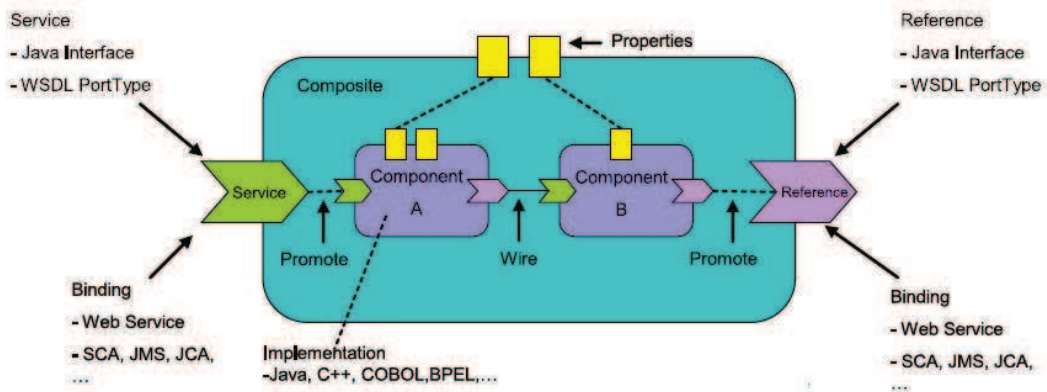 Service
- Java Interface
- WSDL PortType
Reference
- Java Interface
- WSDL PortType
Properties
Composite
Component
A
Component
B
Service
Reference
Promote
Wire
Promote
Binding
- Web Service
- SCA, JMS, JCA,
...
Implementation
-Java, C++, COBOL,BPEL,...
Binding
- Web Service
- SCA, JMS, JCA,
...